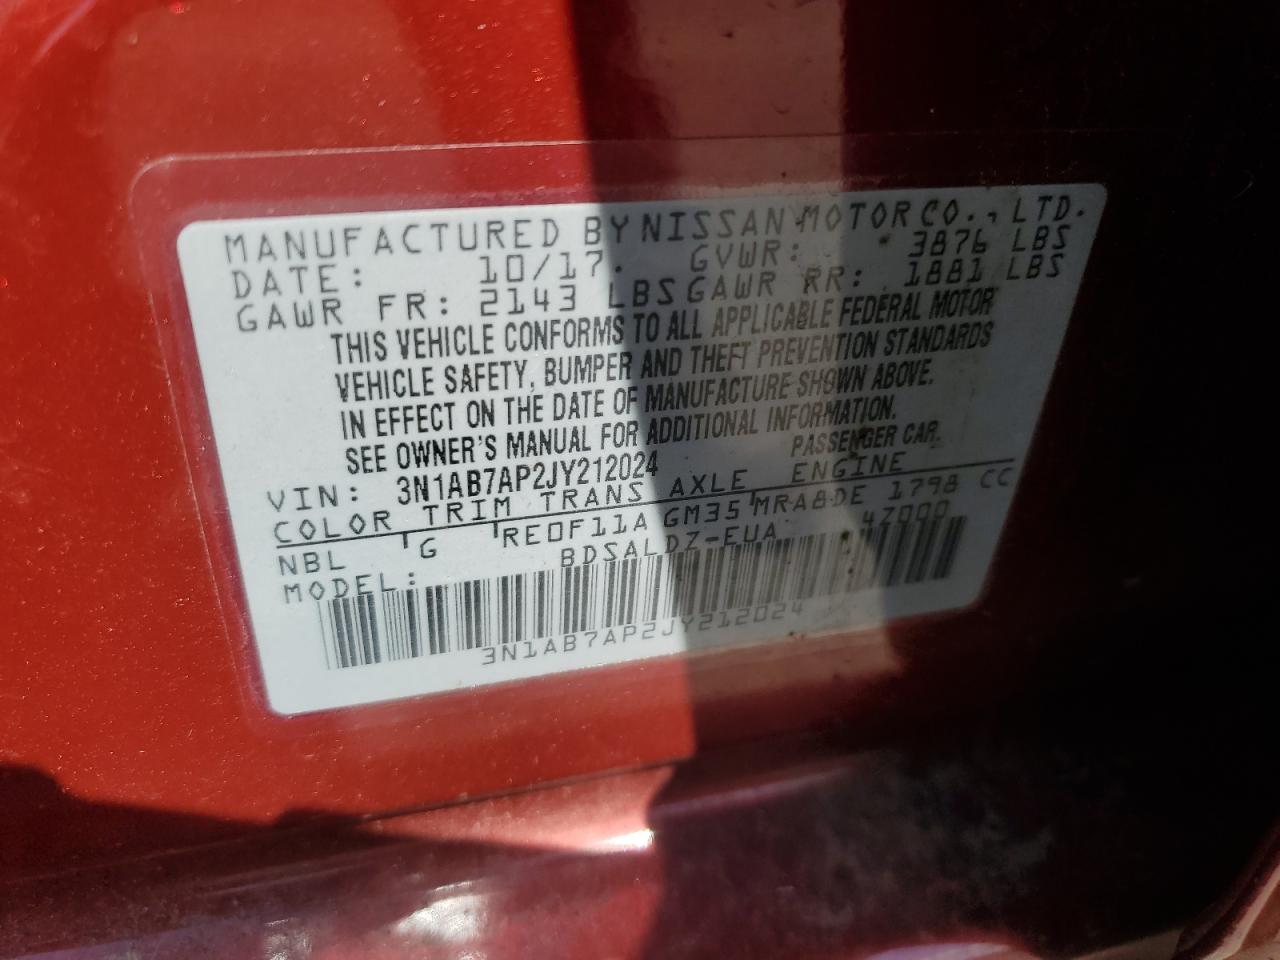 MANUFACTURED BY NISSAN MOTOR CO., LTD.
DATE: 10/17. GVWR: 3876 LBS
GAWR FR: 2143 LBS GAWR RR: 1881 LBS
THIS VEHICLE CONFORMS TO ALL APPLICABLE FEDERAL MOTOR
VEHICLE SAFETY, BUMPER AND THEFT PREVENTION STANDARDS
IN EFFECT ON THE DATE OF MANUFACTURE SHOWN ABOVE.
SEE OWNER'S MANUAL FOR ADDITIONAL INFORMATION.
VIN: 3N1AB7AP2JY212024 PASSENGER CAR.
COLOR TRIM TRANS AXLE ENGINE
NBL G RE0F11A GM35 MRA8DE 1798 CC
MODEL: BDSALDZ-EUA 4Z000
3N1AB7AP2JY212024